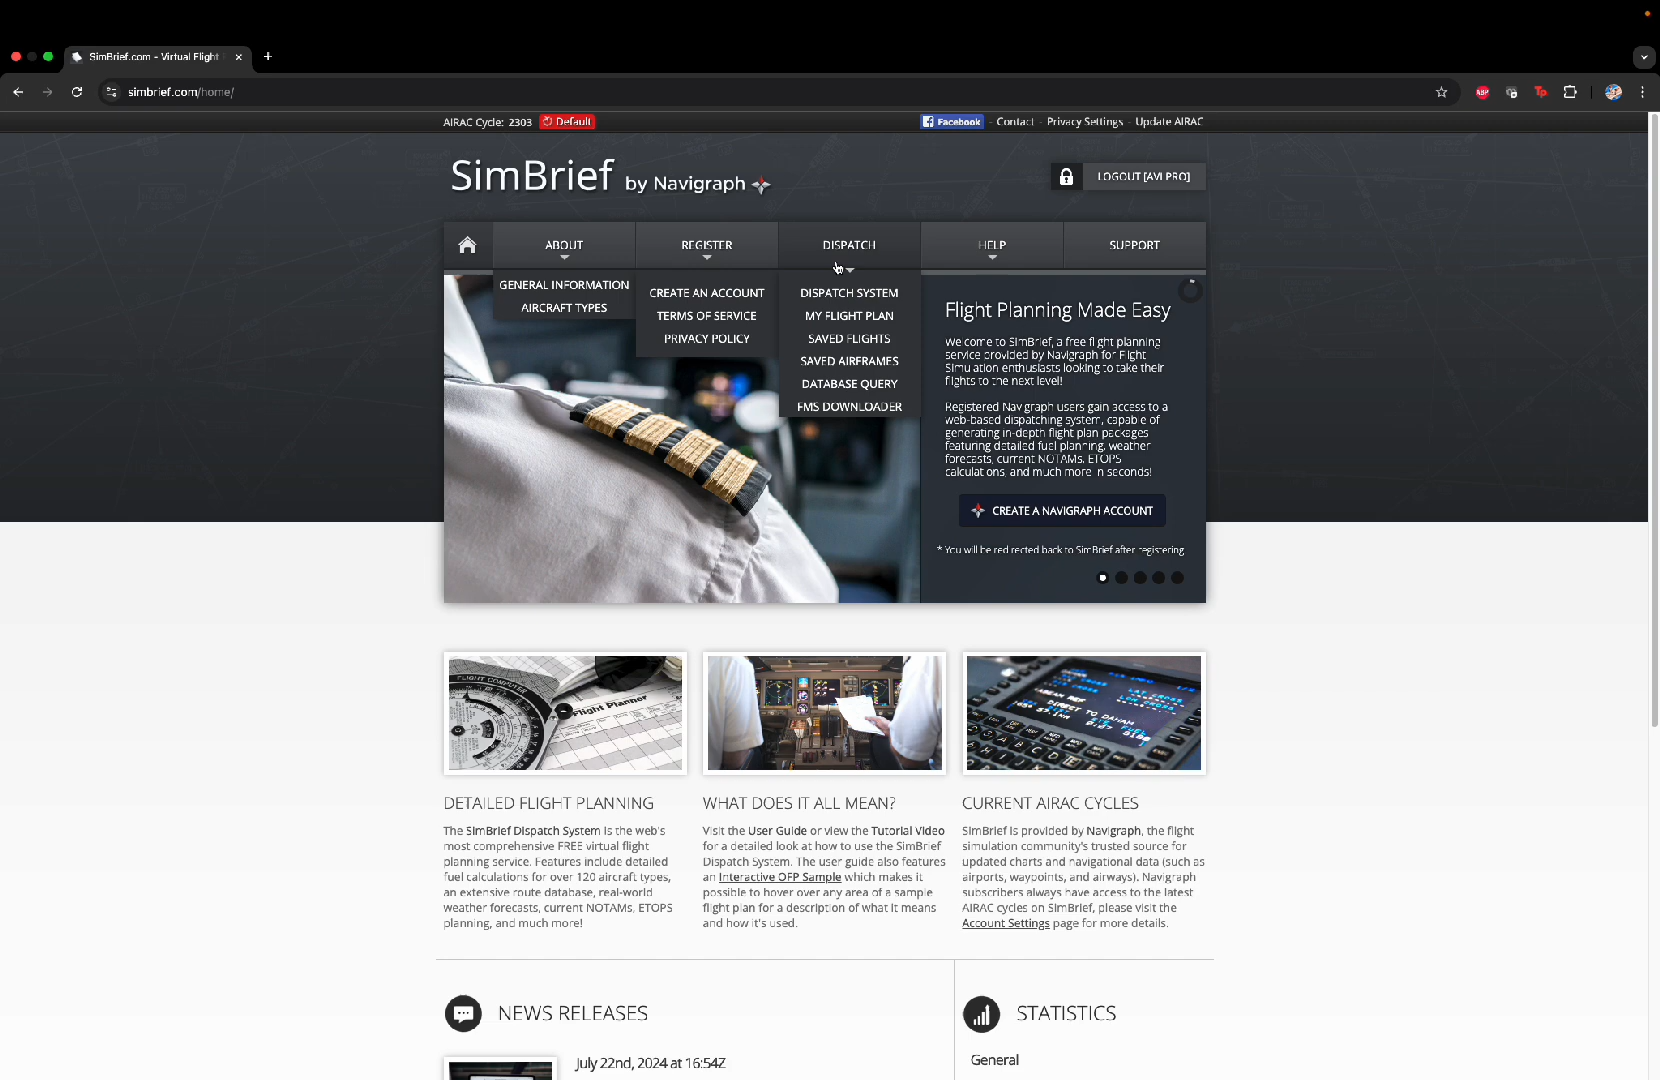 SimBrief.com - Virtual Flight
simbrief.com/home/
ABP
Tp
AIRAC Cycle: 2303 Default
Facebook - Contact - Privacy Settings - Update AIRAC
SimBrief by Navigraph
LOGOUT [AVI PRO]
ABOUT
REGISTER
DISPATCH
HELP
SUPPORT
GENERAL INFORMATION
AIRCRAFT TYPES
CREATE AN ACCOUNT
TERMS OF SERVICE
PRIVACY POLICY
DISPATCH SYSTEM
MY FLIGHT PLAN
SAVED FLIGHTS
SAVED AIRFRAMES
DATABASE QUERY
FMS DOWNLOADER
Flight Planning Made Easy
Welcome to SimBrief, a free flight planning
service provided by Navigraph for Flight
Simulation enthusiasts looking to take their
flights to the next level!
Registered Navigraph users gain access to a
web-based dispatching system, capable of
generating in-depth flight plan packages
featuring detailed fuel planning, weather
forecasts, current NOTAMs, ETOPS
calculations, and much more in seconds!
CREATE A NAVIGRAPH ACCOUNT
* You will be redirected back to SimBrief after registering
Flight Computer
Flight Planner
DIRECT TO DAHAM
DETAILED FLIGHT PLANNING
The SimBrief Dispatch System is the web's
most comprehensive FREE virtual flight
planning service. Features include detailed
fuel calculations for over 120 aircraft types,
an extensive route database, real-world
weather forecasts, current NOTAMs, ETOPS
planning, and much more!
WHAT DOES IT ALL MEAN?
Visit the User Guide or view the Tutorial Video
for a detailed look at how to use the SimBrief
Dispatch System. The user guide also features
an Interactive OFP Sample which makes it
possible to hover over any area of a sample
flight plan for a description of what it means
and how it's used.
CURRENT AIRAC CYCLES
SimBrief is provided by Navigraph, the flight
simulation community's trusted source for
updated charts and navigational data (such as
airports, waypoints, and airways). Navigraph
subscribers always have access to the latest
AIRAC cycles on SimBrief, please visit the
Account Settings page for more details.
NEWS RELEASES
July 22nd, 2024 at 16:54Z
STATISTICS
General